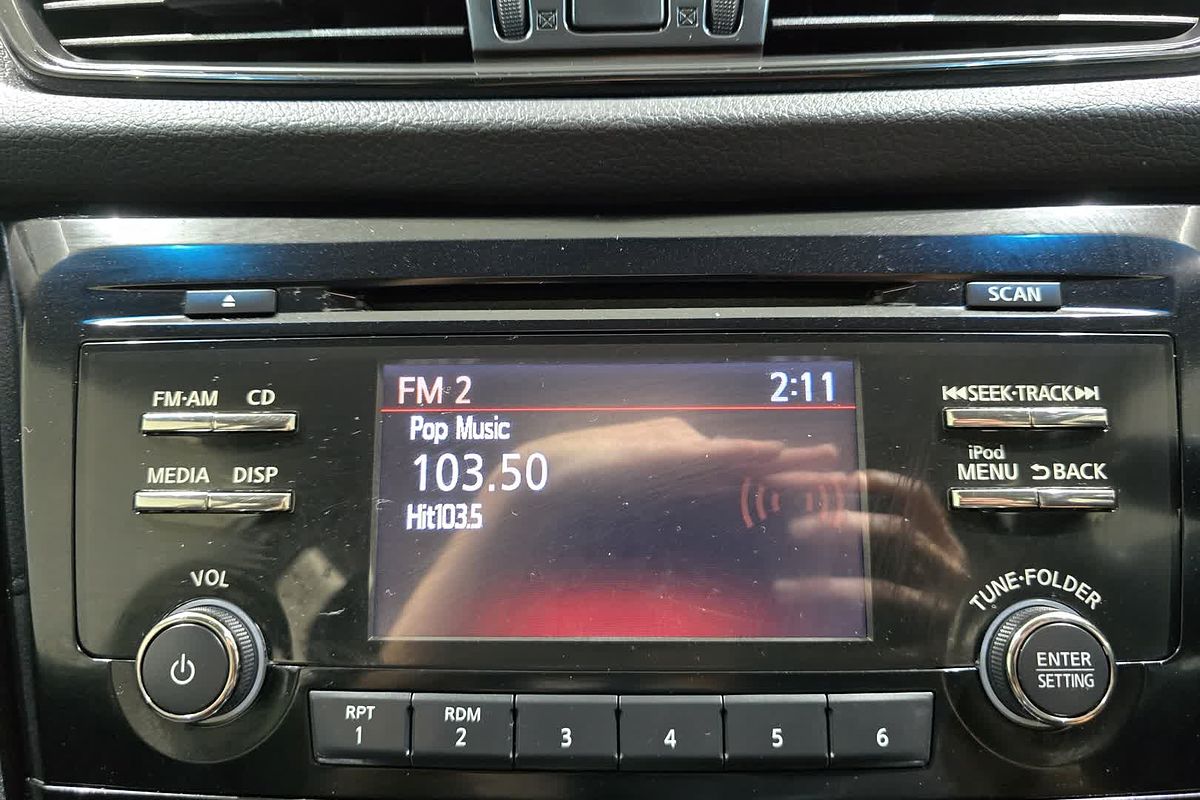 SCAN
FM·AM CD
MEDIA DISP
VOL
FM 2 2:11
Pop Music
103.50
Hit103.5
SEEK·TRACK
iPod
MENU BACK
TUNE·FOLDER
ENTER
SETTING
RPT RDM
1 2 3 4 5 6